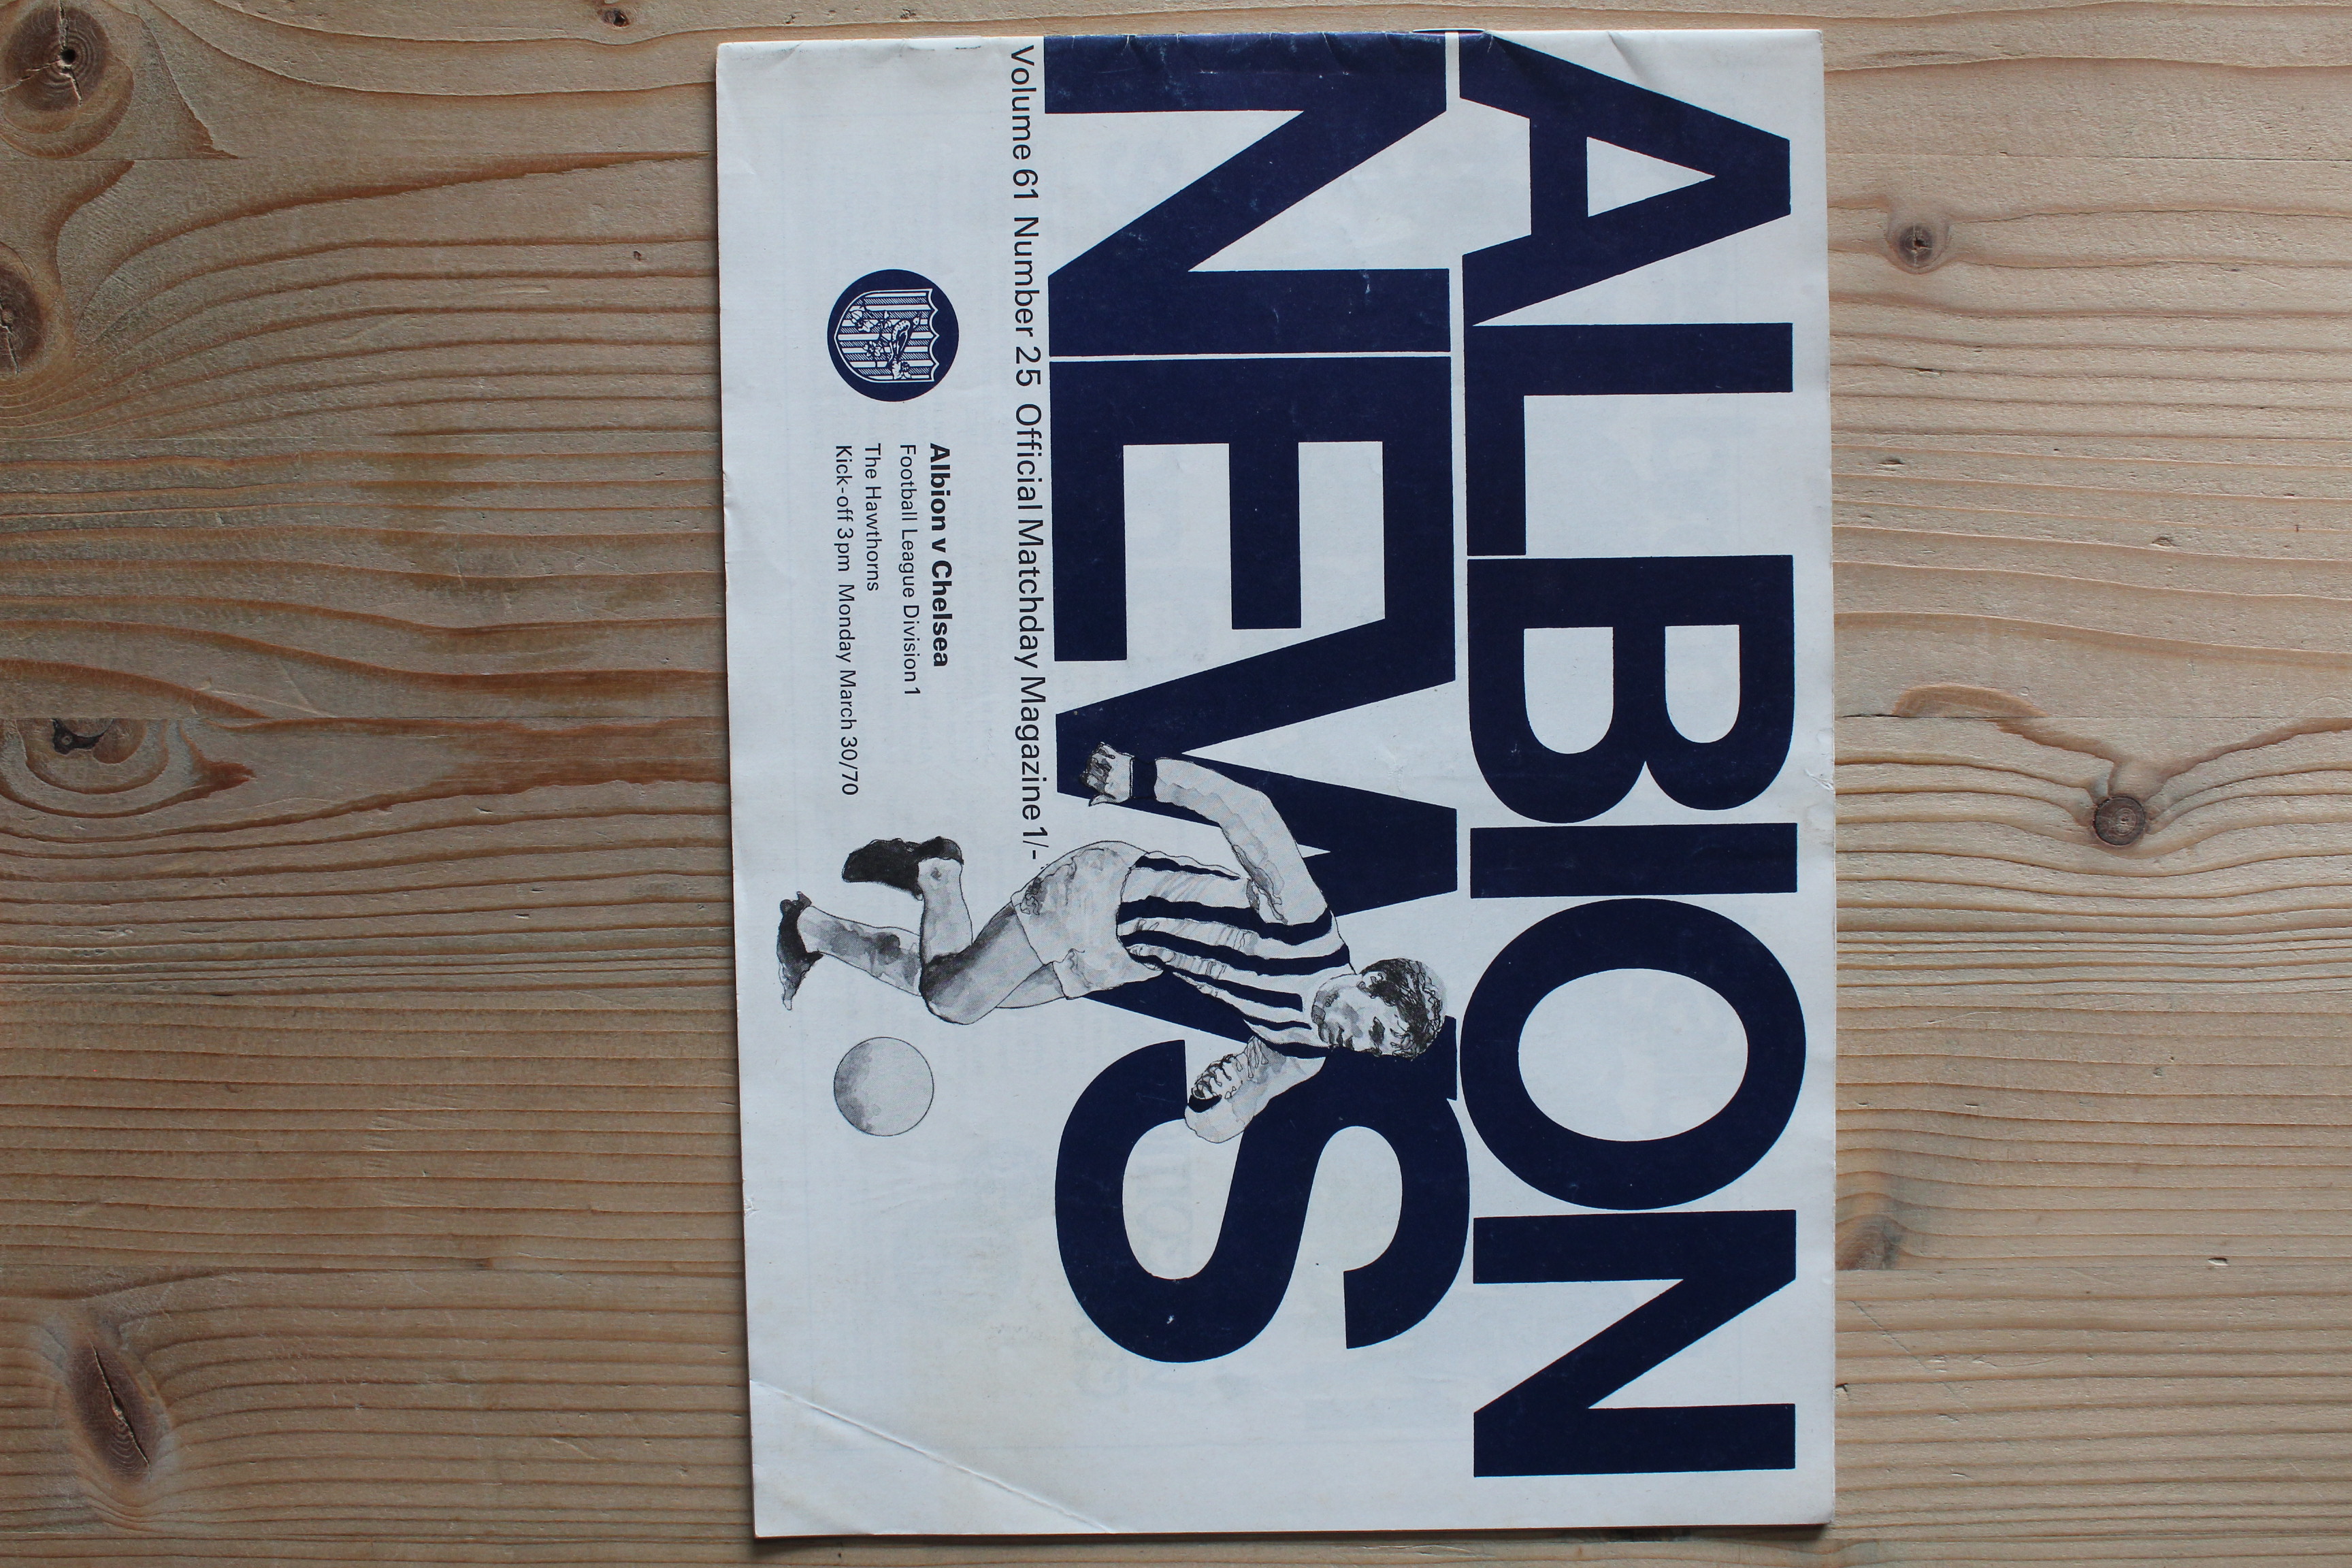 ALBION
NEWS
Volume 61 Number 25 Official Matchday Magazine 1/-
Albion v Chelsea
Football League Division 1
The Hawthorns
Kick-off 3pm Monday March 30/70